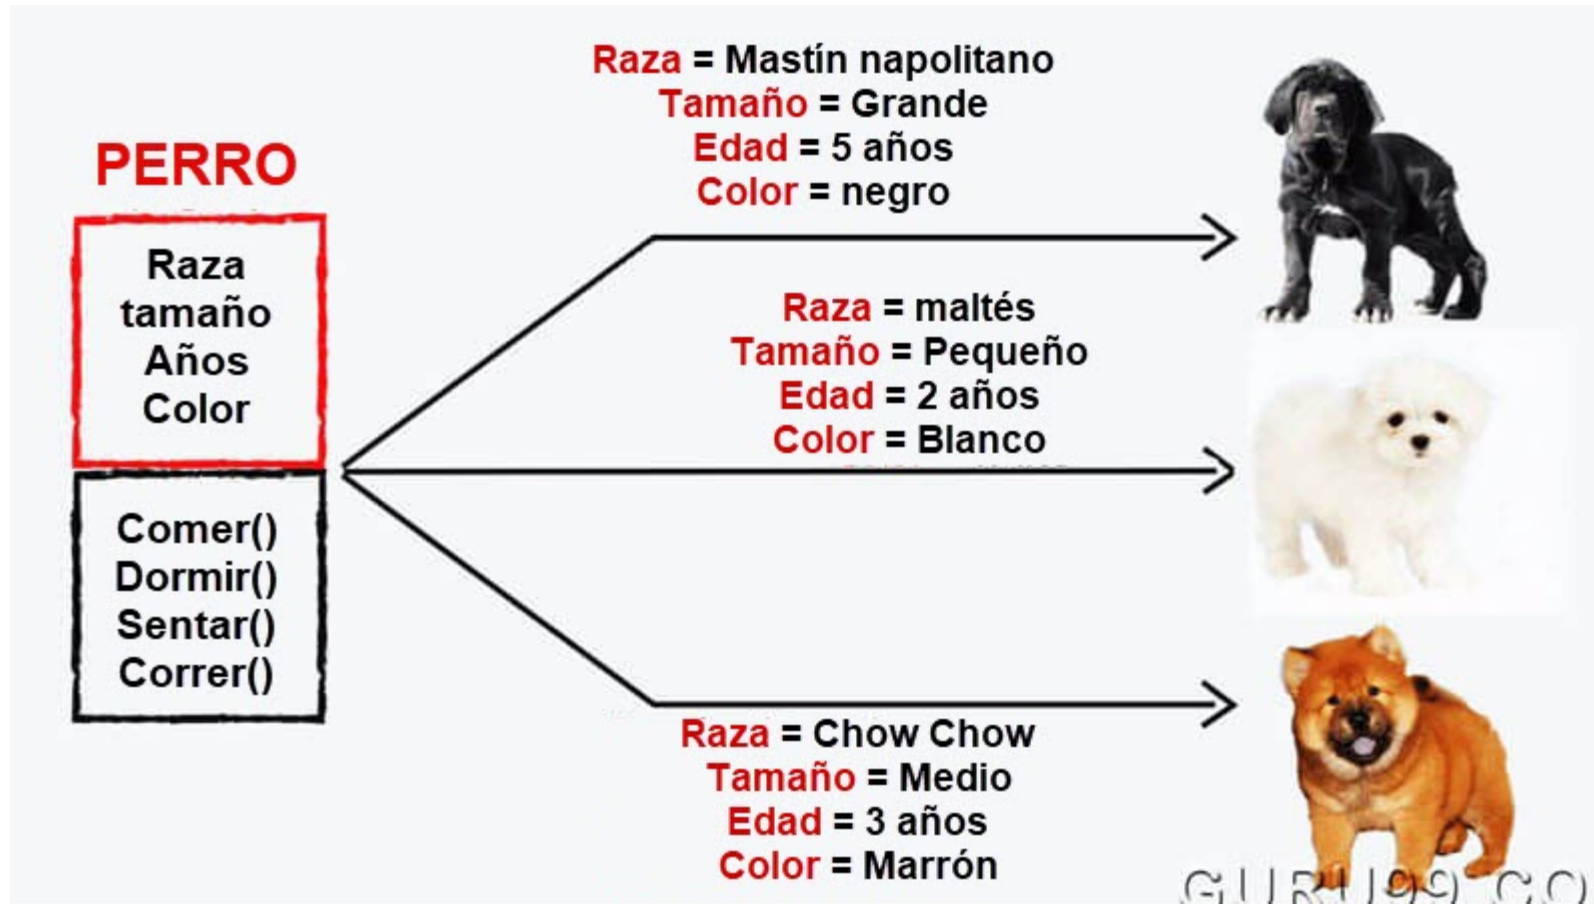 PERRO
Raza
tamaño
Años
Color
Comer()
Dormir()
Sentar()
Correr()
Raza = Mastín napolitano
Tamaño = Grande
Edad = 5 años
Color = negro
Raza = maltés
Tamaño = Pequeño
Edad = 2 años
Color = Blanco
Raza = Chow Chow
Tamaño = Medio
Edad = 3 años
Color = Marrón
GURU99.CO